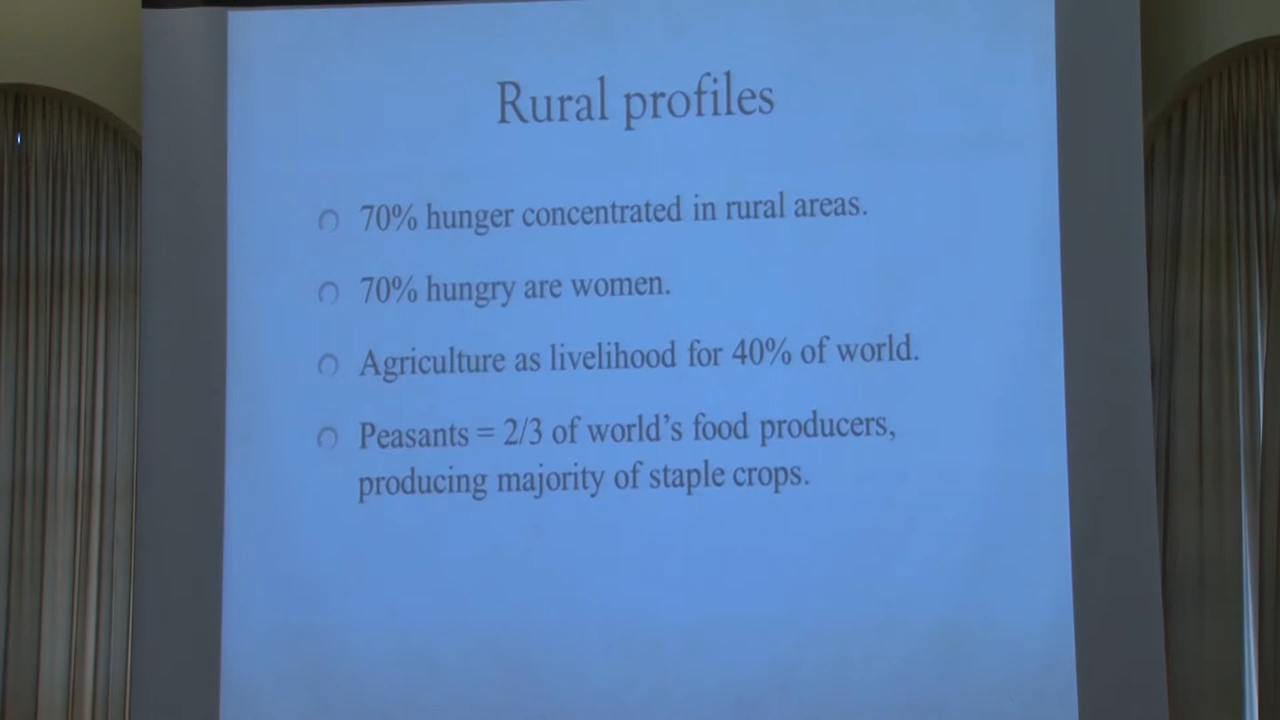 Rural profiles
70% hunger concentrated in rural areas.
70% hungry are women.
Agriculture as livelihood for 40% of world.
Peasants = 2/3 of world’s food producers,
producing majority of staple crops.